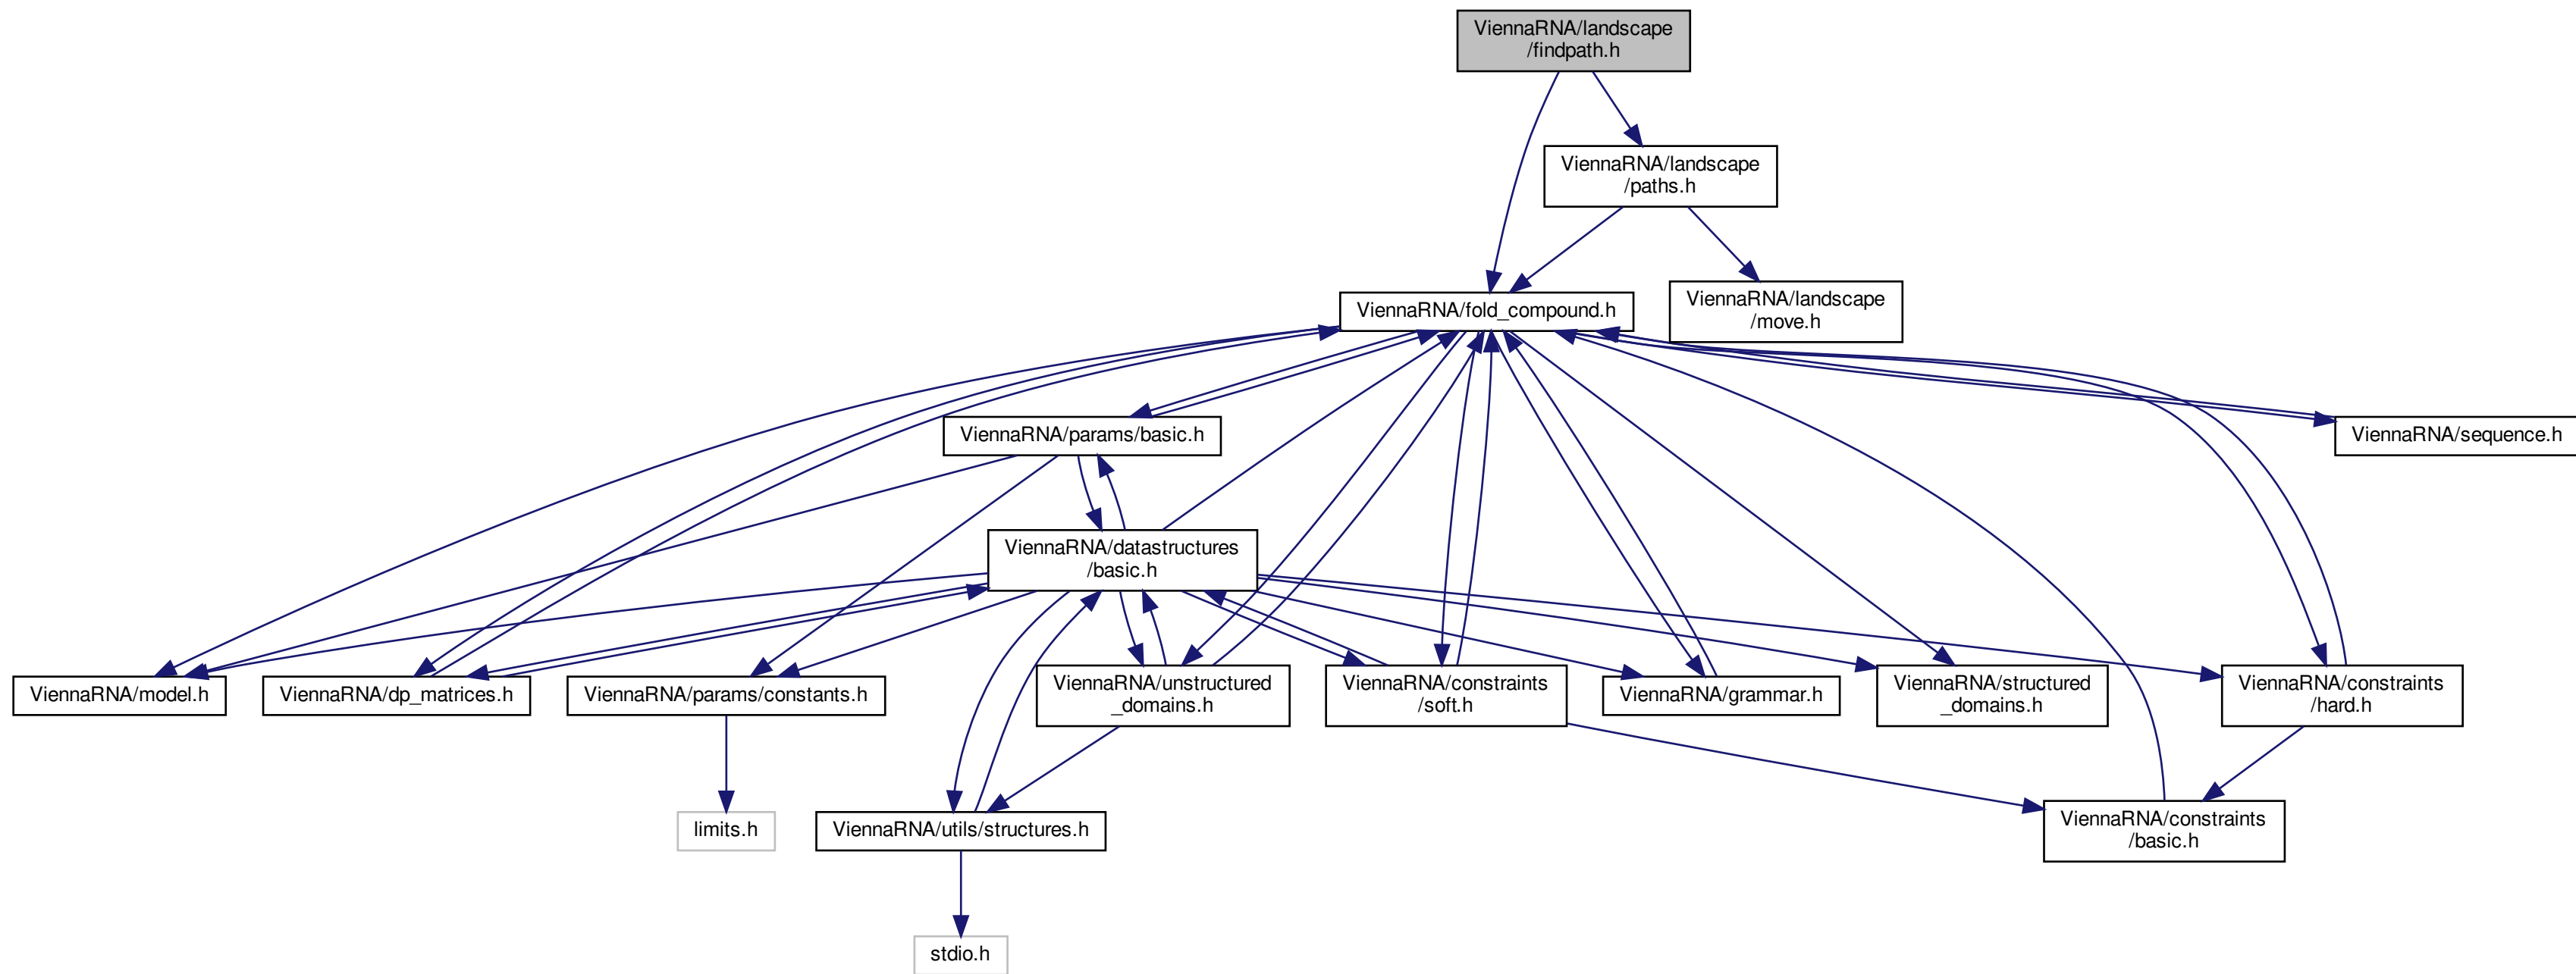 ViennaRNA/landscape
/findpath.h
ViennaRNA/landscape
/paths.h
ViennaRNA/fold_compound.h
ViennaRNA/landscape
/move.h
ViennaRNA/params/basic.h
ViennaRNA/sequence.h
ViennaRNA/datastructures
/basic.h
ViennaRNA/model.h
ViennaRNA/dp_matrices.h
ViennaRNA/params/constants.h
ViennaRNA/unstructured
_domains.h
ViennaRNA/constraints
/soft.h
ViennaRNA/grammar.h
ViennaRNA/structured
_domains.h
ViennaRNA/constraints
/hard.h
limits.h
ViennaRNA/utils/structures.h
ViennaRNA/constraints
/basic.h
stdio.h